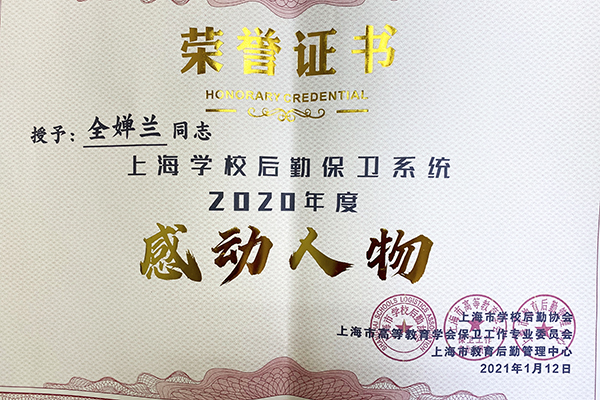 荣誉证书
HONORARY CREDENTIAL
授予：全婵兰同志
上海学校后勤保卫系统
2020年度
感动人物
上海市学校后勤协会
上海市高等教育学会保卫工作专业委员会
上海市教育后勤管理中心
2021年1月12日